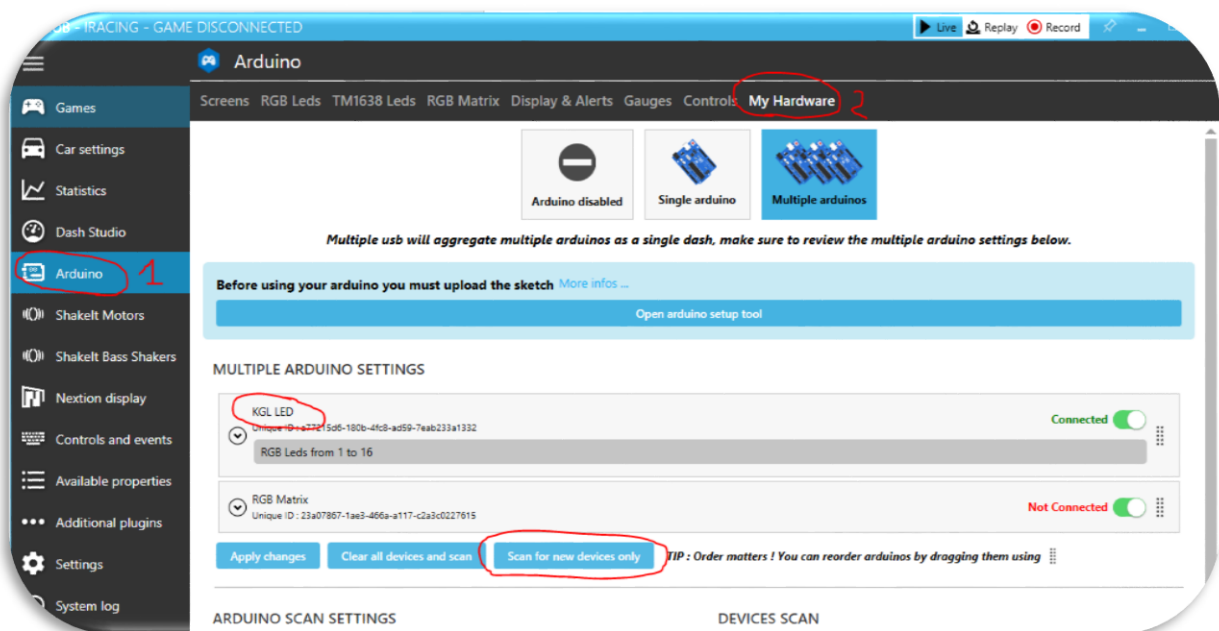 - IRACING - GAME DISCONNECTED
Live Replay Record
Arduino
Screens RGB Leds TM1638 Leds RGB Matrix Display & Alerts Gauges Controls My Hardware 2
Games
Car settings
Statistics
Dash Studio
Arduino 1
ShakeIt Motors
ShakeIt Bass Shakers
Nextion display
Controls and events
Available properties
Additional plugins
Settings
System log
Arduino disabled
Single arduino
Multiple arduinos
Multiple usb will aggregate multiple arduinos as a single dash, make sure to review the multiple arduino settings below.
Before using your arduino you must upload the sketch More infos ...
Open arduino setup tool
MULTIPLE ARDUINO SETTINGS
KGL LED
Unique ID : a77215d6-180b-4fc8-ad59-7eab233a1332
Connected
RGB Leds from 1 to 16
RGB Matrix
Unique ID : 23a07867-1ae3-466a-a117-c2a3c0227615
Not Connected
Apply changes Clear all devices and scan Scan for new devices only TIP : Order matters ! You can reorder arduinos by dragging them using
ARDUINO SCAN SETTINGS
DEVICES SCAN